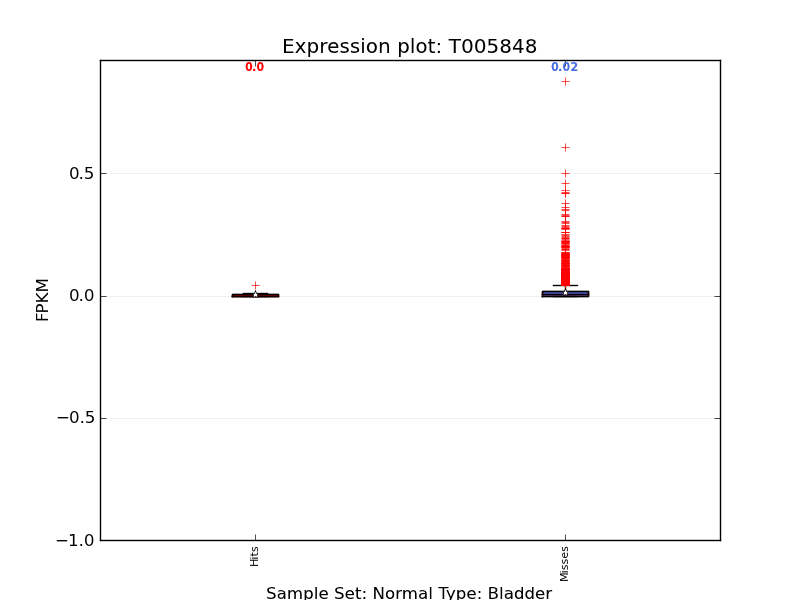 Expression plot: T005848
0.0
0.02
0.5
0.0
−0.5
−1.0
FPKM
Hits
Misses
Sample Set: Normal Type: Bladder